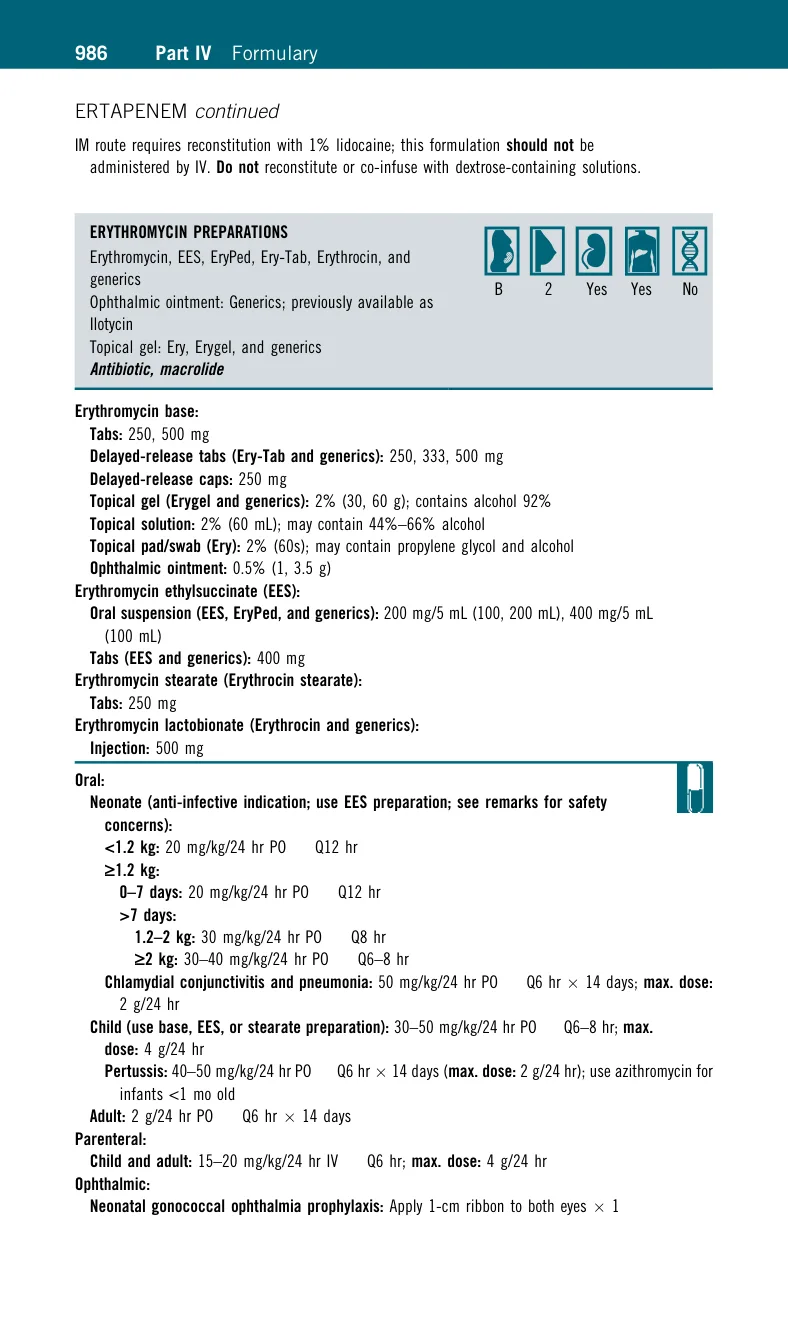 986 Part IV Formulary
ERTAPENEM continued
IM route requires reconstitution with 1% lidocaine; this formulation should not be
administered by IV. Do not reconstitute or co-infuse with dextrose-containing solutions.
ERYTHROMYCIN PREPARATIONS
Erythromycin, EES, EryPed, Ery-Tab, Erythrocin, and
generics
Ophthalmic ointment: Generics; previously available as
Ilotycin
Topical gel: Ery, Erygel, and generics
Antibiotic, macrolide
B 2 Yes Yes No
Erythromycin base:
Tabs: 250, 500 mg
Delayed-release tabs (Ery-Tab and generics): 250, 333, 500 mg
Delayed-release caps: 250 mg
Topical gel (Erygel and generics): 2% (30, 60 g); contains alcohol 92%
Topical solution: 2% (60 mL); may contain 44%–66% alcohol
Topical pad/swab (Ery): 2% (60s); may contain propylene glycol and alcohol
Ophthalmic ointment: 0.5% (1, 3.5 g)
Erythromycin ethylsuccinate (EES):
Oral suspension (EES, EryPed, and generics): 200 mg/5 mL (100, 200 mL), 400 mg/5 mL
(100 mL)
Tabs (EES and generics): 400 mg
Erythromycin stearate (Erythrocin stearate):
Tabs: 250 mg
Erythromycin lactobionate (Erythrocin and generics):
Injection: 500 mg
Oral:
Neonate (anti-infective indication; use EES preparation; see remarks for safety
concerns):
<1.2 kg: 20 mg/kg/24 hr PO Q12 hr
≥1.2 kg:
0–7 days: 20 mg/kg/24 hr PO Q12 hr
>7 days:
1.2–2 kg: 30 mg/kg/24 hr PO Q8 hr
≥2 kg: 30–40 mg/kg/24 hr PO Q6–8 hr
Chlamydial conjunctivitis and pneumonia: 50 mg/kg/24 hr PO Q6 hr × 14 days; max. dose:
2 g/24 hr
Child (use base, EES, or stearate preparation): 30–50 mg/kg/24 hr PO Q6–8 hr; max.
dose: 4 g/24 hr
Pertussis: 40–50 mg/kg/24 hr PO Q6 hr × 14 days (max. dose: 2 g/24 hr); use azithromycin for
infants <1 mo old
Adult: 2 g/24 hr PO Q6 hr × 14 days
Parenteral:
Child and adult: 15–20 mg/kg/24 hr IV Q6 hr; max. dose: 4 g/24 hr
Ophthalmic:
Neonatal gonococcal ophthalmia prophylaxis: Apply 1-cm ribbon to both eyes × 1